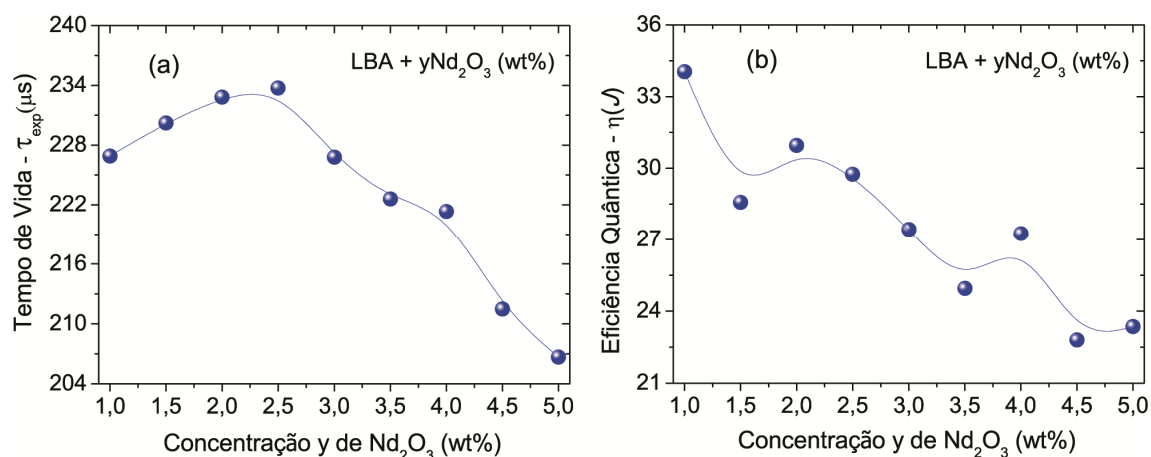 240
234
228
222
216
210
204
Tempo de Vida - τexp(μs)
(a)
LBA + yNd2O3 (wt%)
1,0 1,5 2,0 2,5 3,0 3,5 4,0 4,5 5,0
Concentração y de Nd2O3 (wt%)
36
33
30
27
24
21
Eficiência Quântica - η(J)
(b)
LBA + yNd2O3 (wt%)
1,0 1,5 2,0 2,5 3,0 3,5 4,0 4,5 5,0
Concentração y de Nd2O3 (wt%)